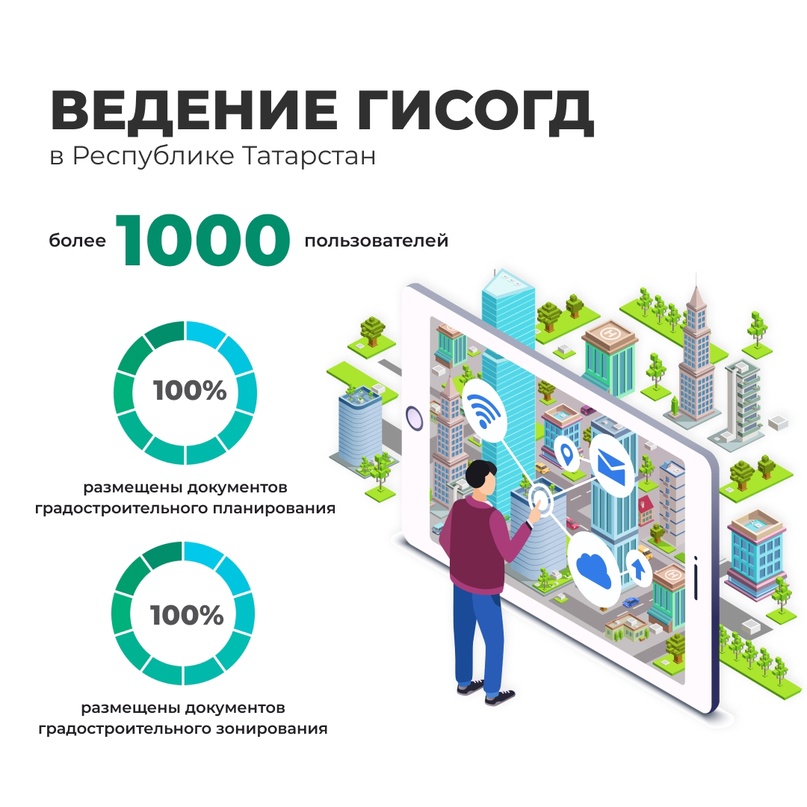 ВЕДЕНИЕ ГИСОГД
в Республике Татарстан
более 1000 пользователей
100%
размещены документов
градостроительного планирования
100%
размещены документов
градостроительного зонирования